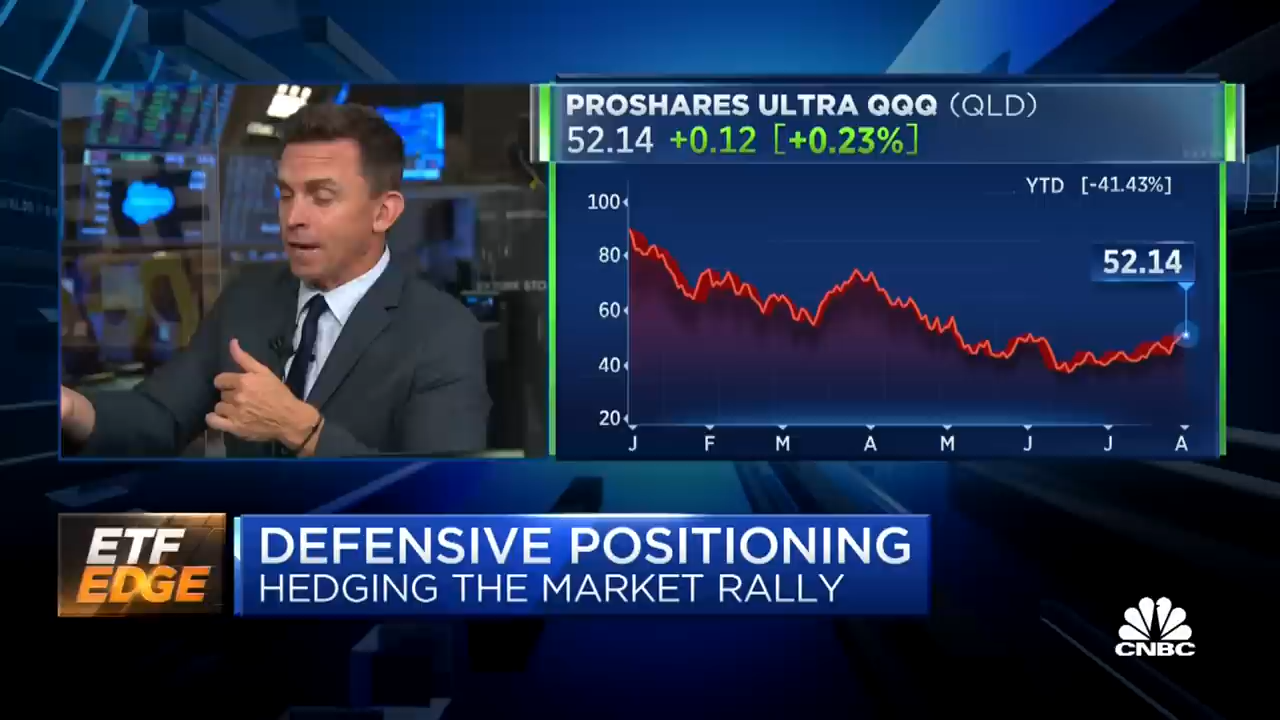 PROSHARES ULTRA QQQ (QLD)
52.14 +0.12 [+0.23%]
YTD [-41.43%]
100
80
60
40
20
52.14
J F M A M J J A
ETF
EDGE
DEFENSIVE POSITIONING
HEDGING THE MARKET RALLY
CNBC